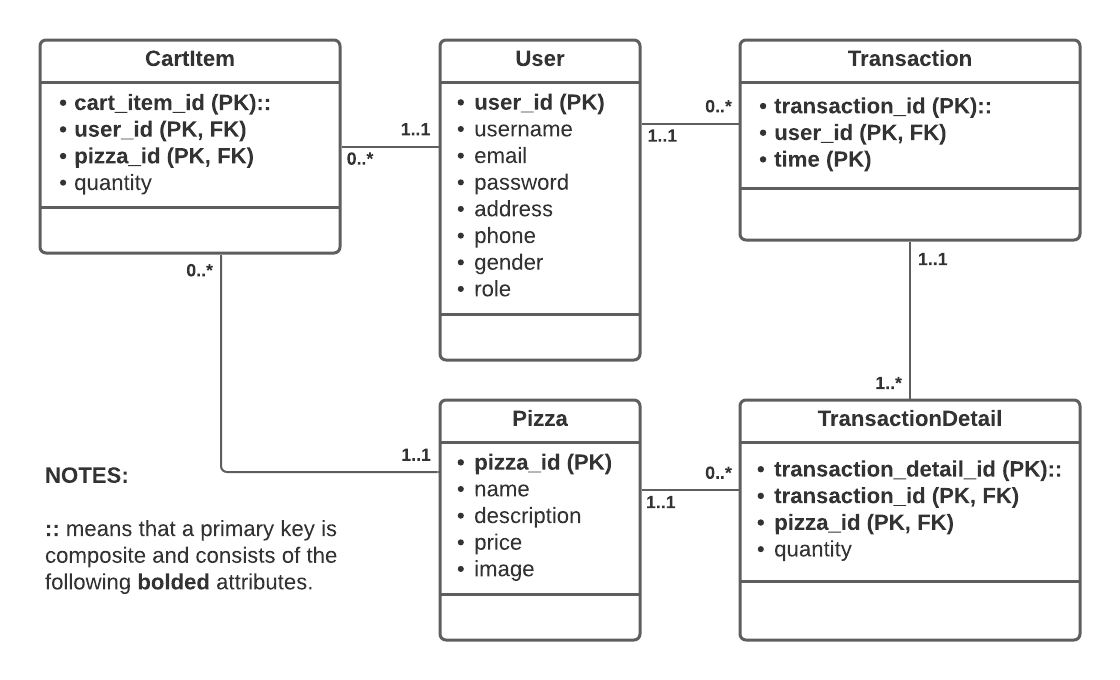 CartItem
• cart_item_id (PK)::
• user_id (PK, FK)
• pizza_id (PK, FK)
• quantity
1..1
0..*
User
• user_id (PK)
• username
• email
• password
• address
• phone
• gender
• role
0..*
1..1
Transaction
• transaction_id (PK)::
• user_id (PK, FK)
• time (PK)
0..*
1..1
1..1
1..*
Pizza
• pizza_id (PK)
• name
• description
• price
• image
0..*
1..1
TransactionDetail
• transaction_detail_id (PK)::
• transaction_id (PK, FK)
• pizza_id (PK, FK)
• quantity
NOTES:
:: means that a primary key is
composite and consists of the
following bolded attributes.